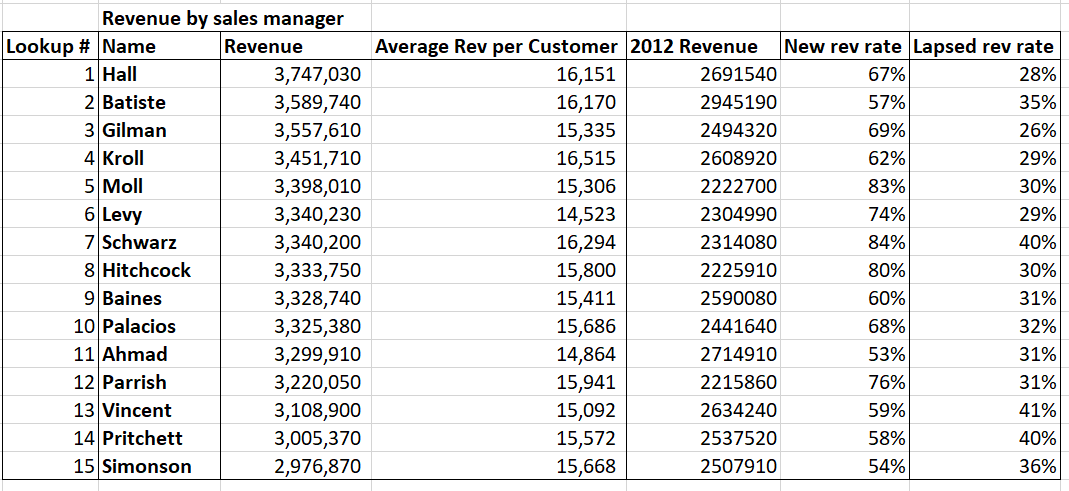 Revenue by sales manager
Lookup # Name Revenue Average Rev per Customer 2012 Revenue New rev rate Lapsed rev rate
1 Hall 3,747,030 16,151 2691540 67% 28%
2 Batiste 3,589,740 16,170 2945190 57% 35%
3 Gilman 3,557,610 15,335 2494320 69% 26%
4 Kroll 3,451,710 16,515 2608920 62% 29%
5 Moll 3,398,010 15,306 2222700 83% 30%
6 Levy 3,340,230 14,523 2304990 74% 29%
7 Schwarz 3,340,200 16,294 2314080 84% 40%
8 Hitchcock 3,333,750 15,800 2225910 80% 30%
9 Baines 3,328,740 15,411 2590080 60% 31%
10 Palacios 3,325,380 15,686 2441640 68% 32%
11 Ahmad 3,299,910 14,864 2714910 53% 31%
12 Parrish 3,220,050 15,941 2215860 76% 31%
13 Vincent 3,108,900 15,092 2634240 59% 41%
14 Pritchett 3,005,370 15,572 2537520 58% 40%
15 Simonson 2,976,870 15,668 2507910 54% 36%